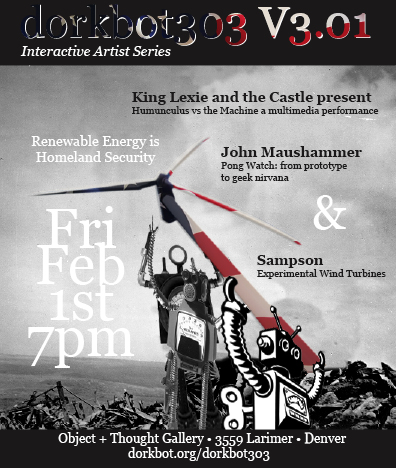 dorkbot303 V3.01
Interactive Artist Series
King Lexie and the Castle present
Humunculus vs the Machine a multimedia performance
Renewable Energy is
Homeland Security
John Maushammer
Pong Watch: from prototype
to geek nirvana
&
Fri
Feb
1st
7pm
Sampson
Experimental Wind Turbines
Object + Thought Gallery • 3559 Larimer • Denver
dorkbot.org/dorkbot303